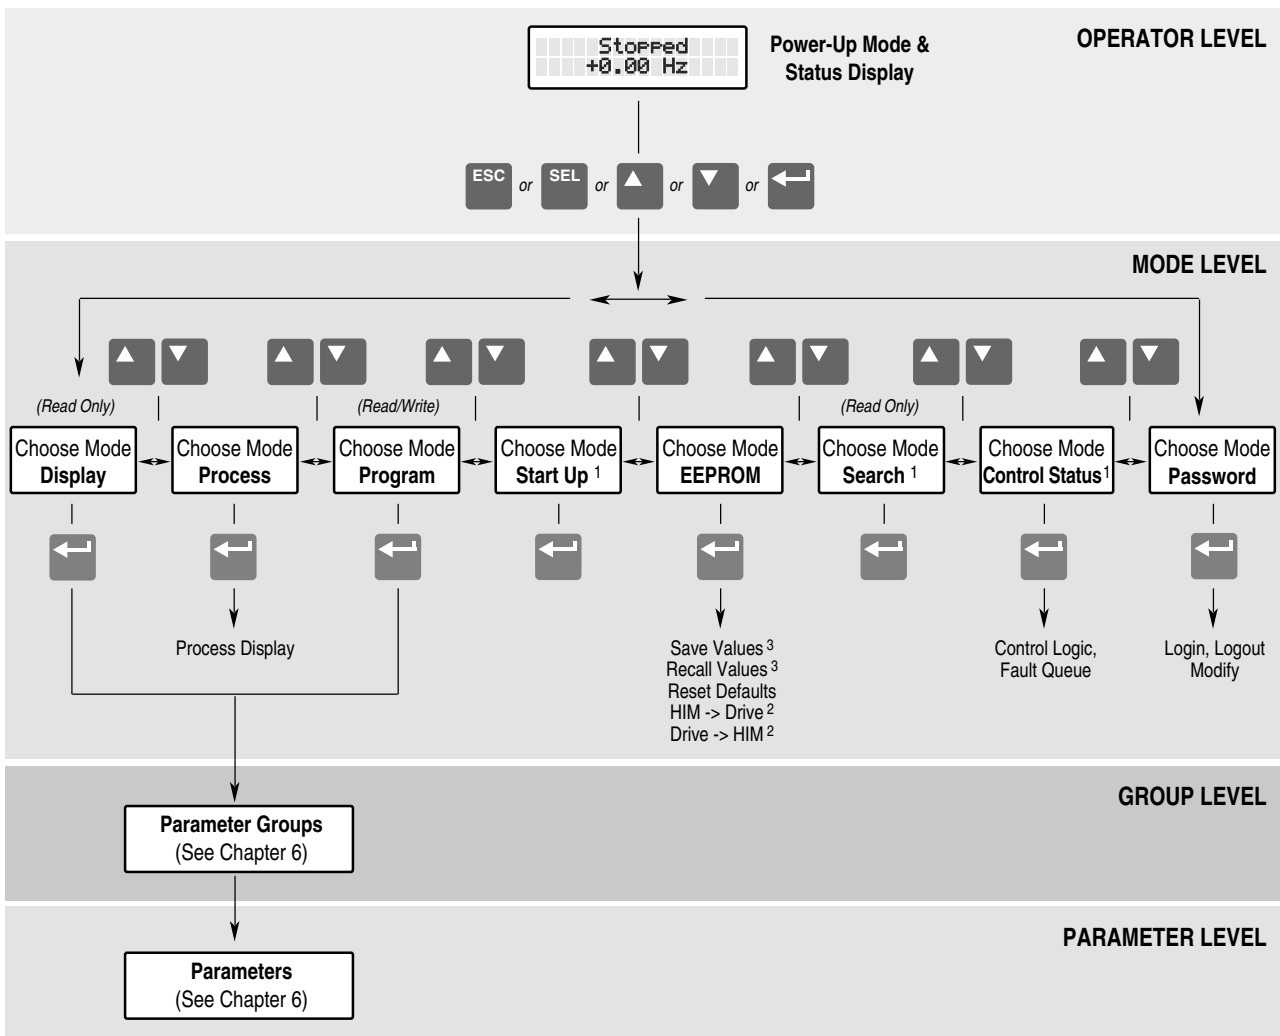 OPERATOR LEVEL
Stopped
+0.00 Hz
Power-Up Mode &
Status Display
ESC or SEL or or or
MODE LEVEL
(Read Only)
(Read/Write)
(Read Only)
Choose Mode
Display
Choose Mode
Process
Choose Mode
Program
Choose Mode
Start Up 1
Choose Mode
EEPROM
Choose Mode
Search 1
Choose Mode
Control Status 1
Choose Mode
Password
Process Display
Save Values 3
Recall Values 3
Reset Defaults
HIM -> Drive 2
Drive -> HIM 2
Control Logic,
Fault Queue
Login, Logout
Modify
GROUP LEVEL
Parameter Groups
(See Chapter 6)
PARAMETER LEVEL
Parameters
(See Chapter 6)